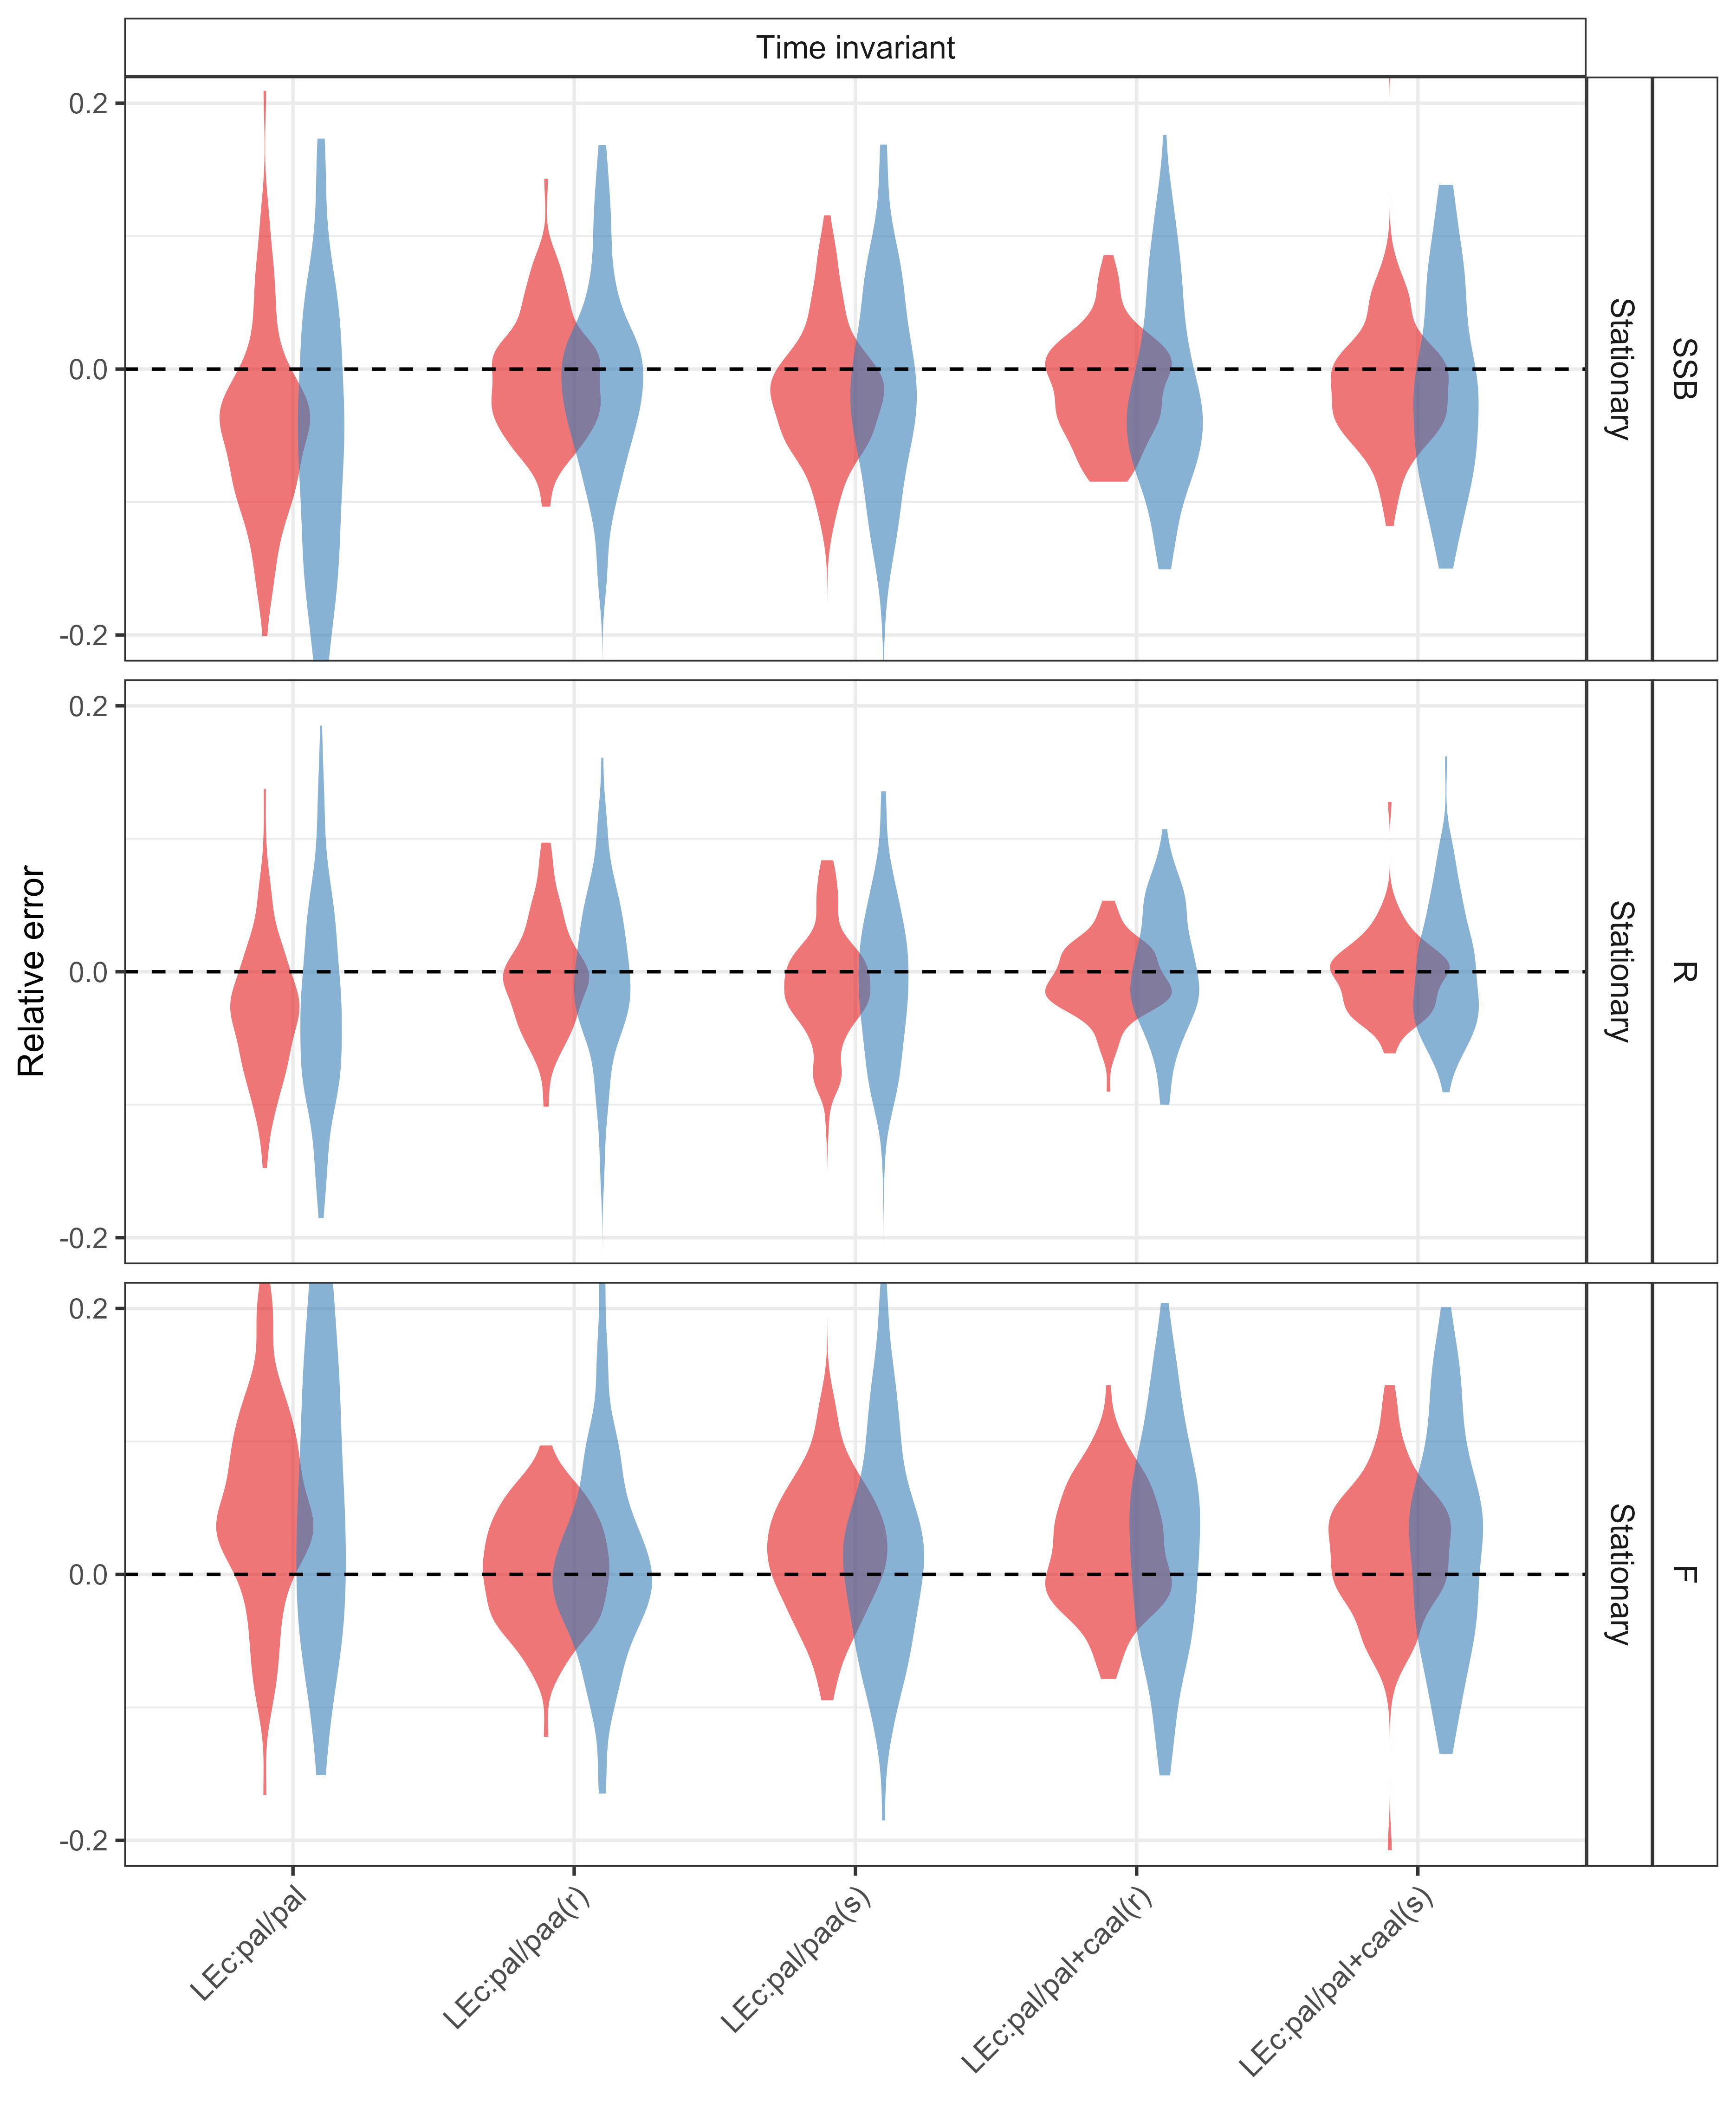 Time invariant
Relative error
0.2
0.0
-0.2
Stationary
SSB
0.2
0.0
-0.2
Stationary
R
0.2
0.0
-0.2
Stationary
F
LEc:pal/pal
LEc:pal/paa(r)
LEc:pal/paa(s)
LEc:pal/pal+caal(r)
LEc:pal/pal+caal(s)